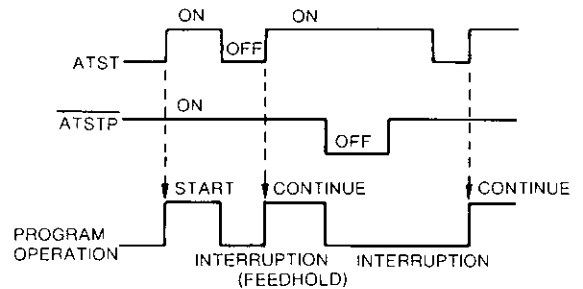 ON ON
OFF
ATST
ON
ATSTP
OFF
START CONTINUE CONTINUE
PROGRAM
OPERATION
INTERRUPTION INTERRUPTION
(FEEDHOLD)